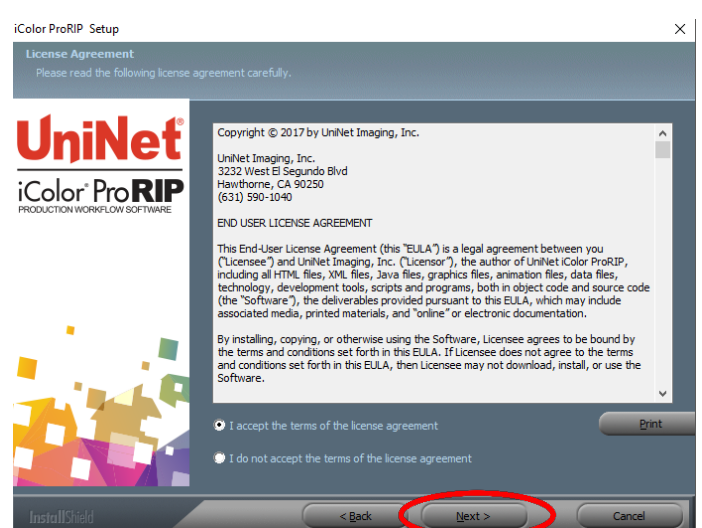 iColor ProRIP Setup
License Agreement
Please read the following license agreement carefully.
UniNet®
iColor® ProRIP
PRODUCTION WORKFLOW SOFTWARE
Copyright © 2017 by UniNet Imaging, Inc.
UniNet Imaging, Inc.
3232 West El Segundo Blvd
Hawthorne, CA 90250
(631) 590-1040
END USER LICENSE AGREEMENT
This End-User License Agreement (this "EULA") is a legal agreement between you
("Licensee") and UniNet Imaging, Inc. ("Licensor"), the author of UniNet iColor ProRIP,
including all HTML files, XML files, Java files, graphics files, animation files, data files,
technology, development tools, scripts and programs, both in object code and source code
(the "Software"), the deliverables provided pursuant to this EULA, which may include
associated media, printed materials, and "online" or electronic documentation.
By installing, copying, or otherwise using the Software, Licensee agrees to be bound by
the terms and conditions set forth in this EULA. If Licensee does not agree to the terms
and conditions set forth in this EULA, then Licensee may not download, install, or use the
Software.
I accept the terms of the license agreement
Print
I do not accept the terms of the license agreement
InstallShield
< Back
Next >
Cancel